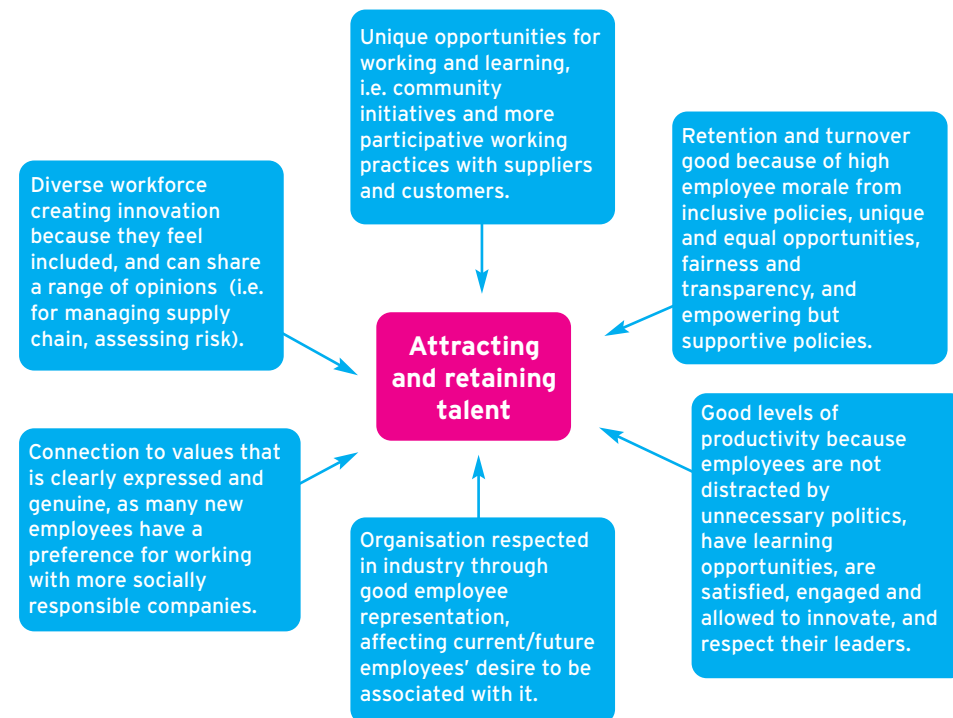 Unique opportunities for
working and learning,
i.e. community
initiatives and more
participative working
practices with suppliers
and customers.
Retention and turnover
good because of high
employee morale from
inclusive policies, unique
and equal opportunities,
fairness and
transparency, and
empowering but
supportive policies.
Diverse workforce
creating innovation
because they feel
included, and can share
a range of opinions (i.e.
for managing supply
chain, assessing risk).
Attracting
and retaining
talent
Good levels of
productivity because
employees are not
distracted by
unnecessary politics,
have learning
opportunities, are
satisfied, engaged and
allowed to innovate, and
respect their leaders.
Connection to values that
is clearly expressed and
genuine, as many new
employees have a
preference for working
with more socially
responsible companies.
Organisation respected
in industry through
good employee
representation,
affecting current/future
employees’ desire to be
associated with it.